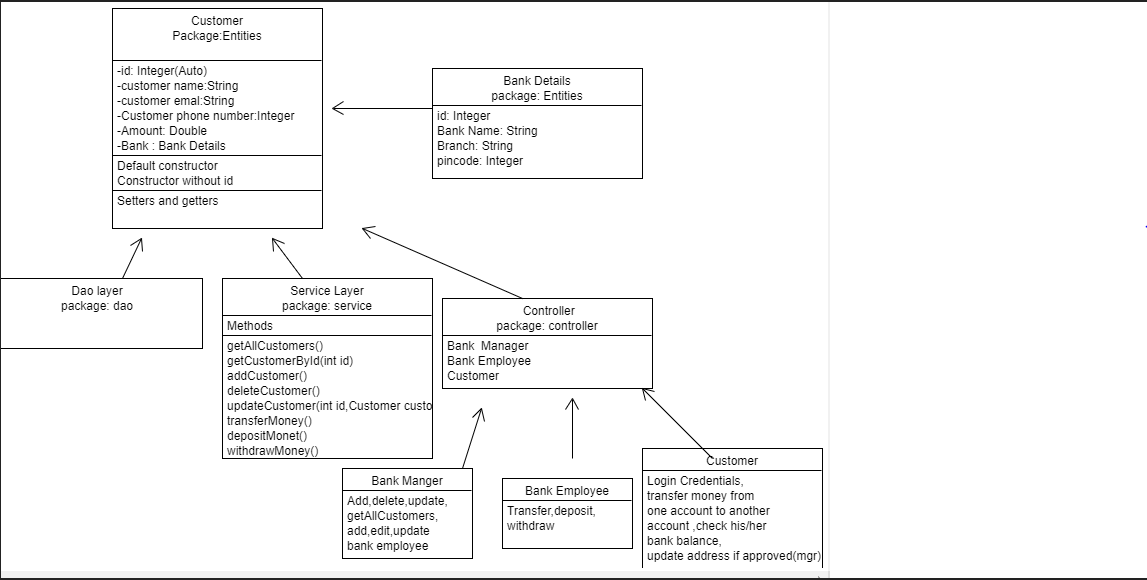 Customer
Package:Entities
-id: Integer(Auto)
-customer name:String
-customer emal:String
-Customer phone number:Integer
-Amount: Double
-Bank : Bank Details
Default constructor
Constructor without id
Setters and getters
Bank Details
package: Entities
id: Integer
Bank Name: String
Branch: String
pincode: Integer
Dao layer
package: dao
Service Layer
package: service
Methods
getAllCustomers()
getCustomerById(int id)
addCustomer()
deleteCustomer()
updateCustomer(int id,Customer custo
transferMoney()
depositMonet()
withdrawMoney()
Controller
package: controller
Bank Manager
Bank Employee
Customer
Bank Manger
Add,delete,update,
getAllCustomers,
add,edit,update
bank employee
Bank Employee
Transfer,deposit,
withdraw
Customer
Login Credentials,
transfer money from
one account to another
account ,check his/her
bank balance,
update address if approved(mgr)